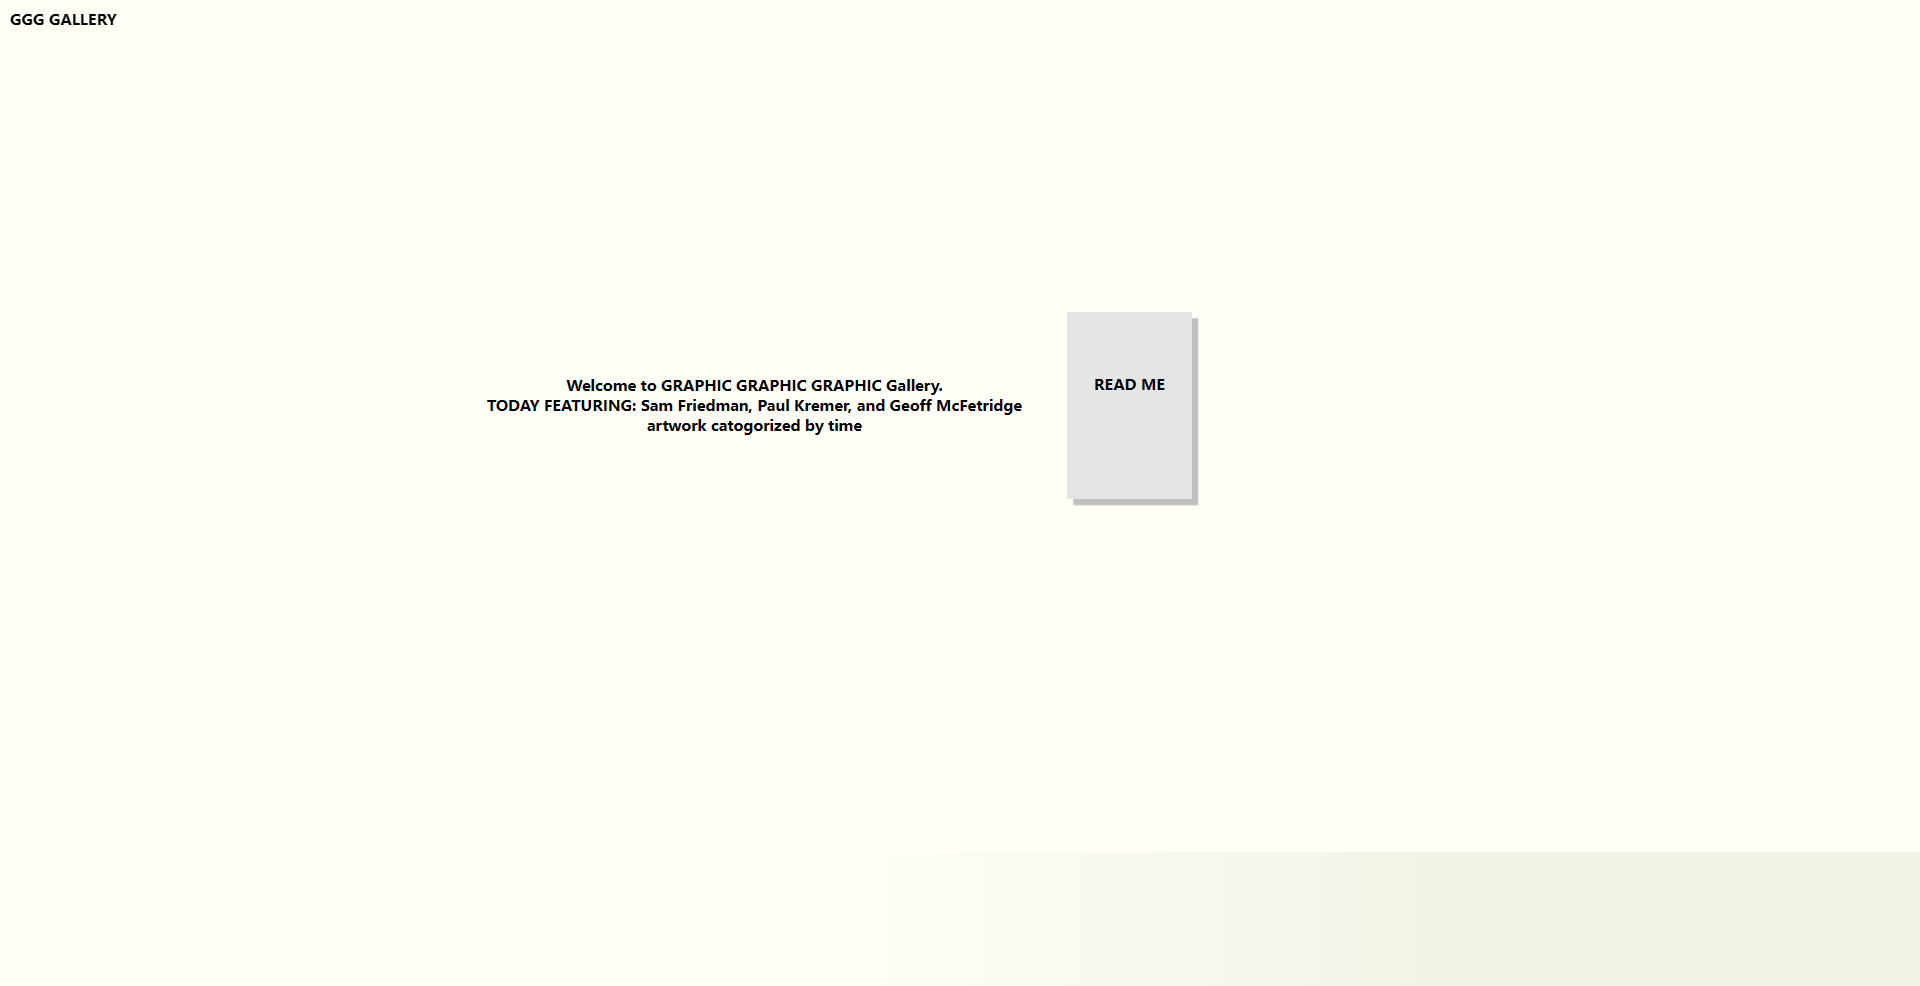 GGG GALLERY
Welcome to GRAPHIC GRAPHIC GRAPHIC Gallery.
TODAY FEATURING: Sam Friedman, Paul Kremer, and Geoff McFetridge
artwork catogorized by time
READ ME